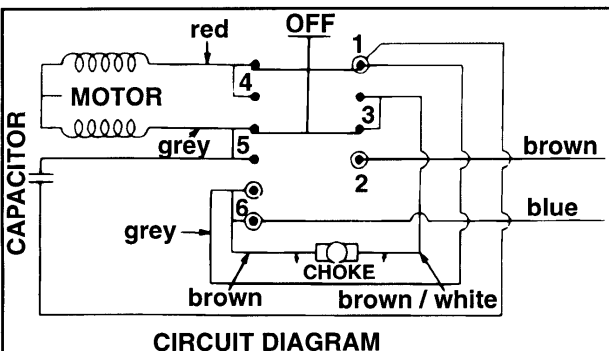 OFF
red
1
4
MOTOR
3
grey
5
brown
2
CAPACITOR
6
blue
grey
CHOKE
brown
brown / white
CIRCUIT DIAGRAM